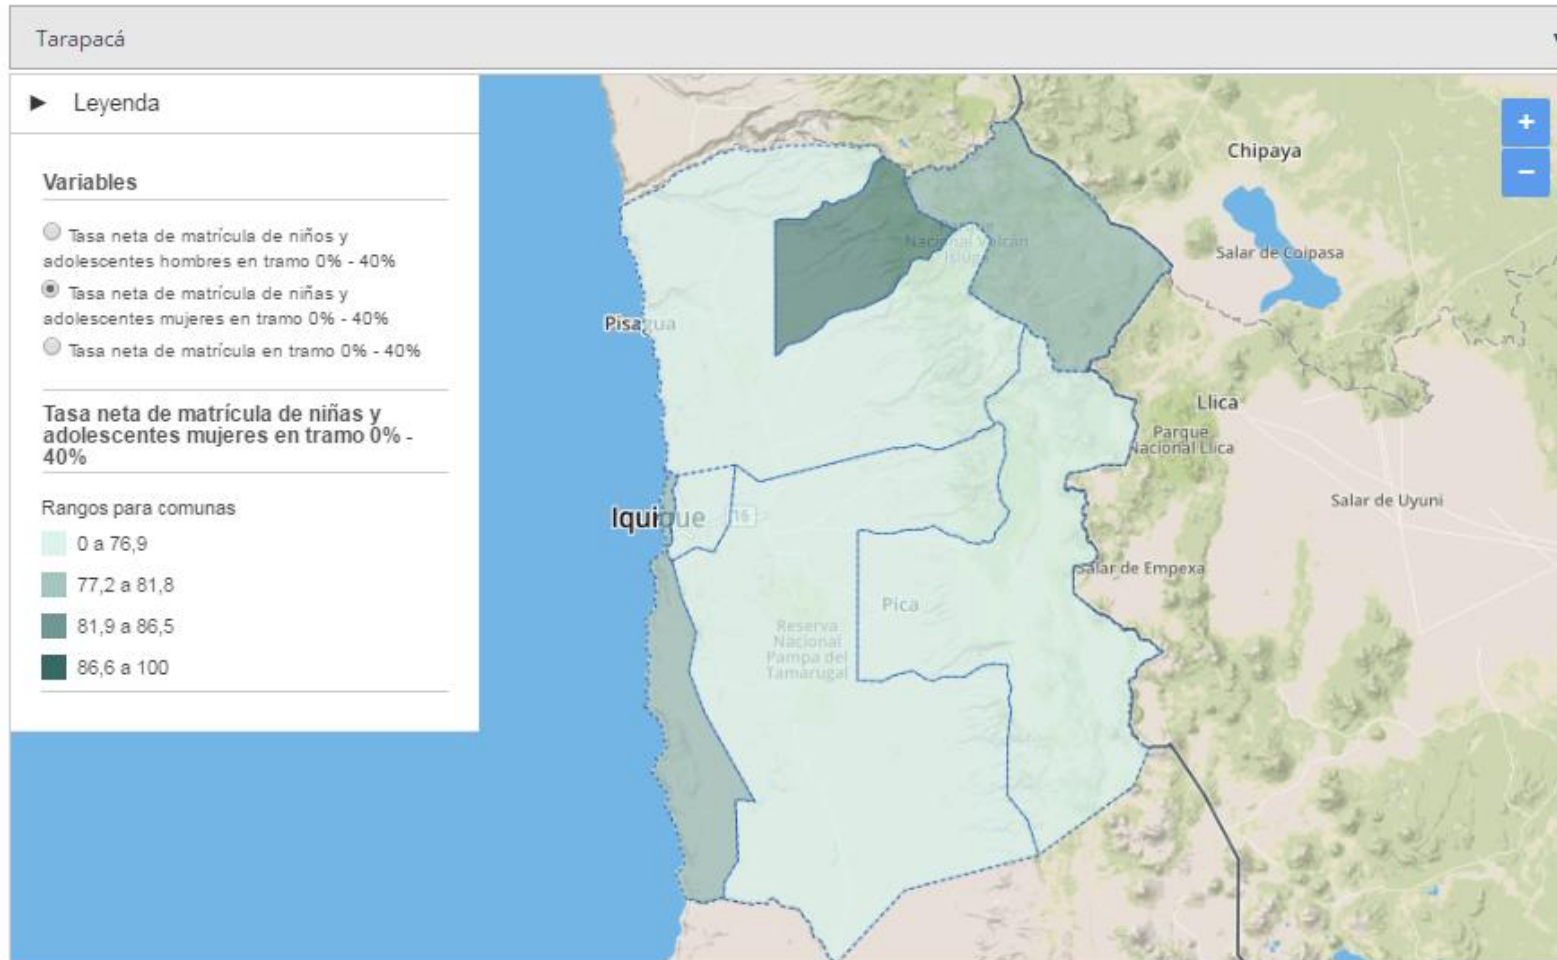 Tarapacá
Leyenda
Variables
Tasa neta de matrícula de niños y
adolescentes hombres en tramo 0% - 40%
Tasa neta de matrícula de niñas y
adolescentes mujeres en tramo 0% - 40%
Tasa neta de matrícula en tramo 0% - 40%
Tasa neta de matrícula de niñas y
adolescentes mujeres en tramo 0% -
40%
Rangos para comunas
0 a 76,9
77,2 a 81,8
81,9 a 86,5
86,6 a 100
+
−
Chipaya
Nacional Volcán
Isluga
Salar de Coipasa
Pisagua
Llica
Parque
Nacional Llica
Salar de Uyuni
Iquique
16
Salar de Empexa
Pica
Reserva
Nacional
Pampa del
Tamarugal